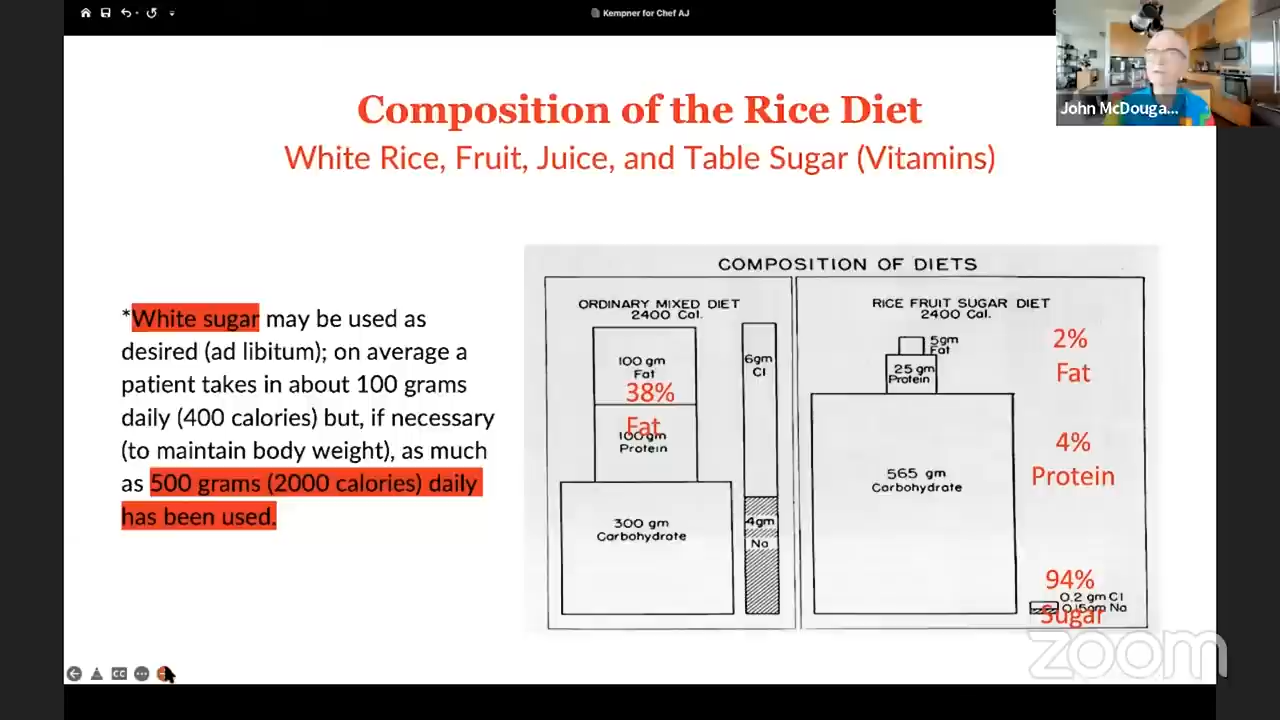 Kempner for Chef AJ
John McDouga...
Composition of the Rice Diet
White Rice, Fruit, Juice, and Table Sugar (Vitamins)
*White sugar may be used as
desired (ad libitum); on average a
patient takes in about 100 grams
daily (400 calories) but, if necessary
(to maintain body weight), as much
as 500 grams (2000 calories) daily
has been used.
COMPOSITION OF DIETS
ORDINARY MIXED DIET
2400 Cal.
100 gm
Fat
38%
Fat
100gm
Protein
300 gm
Carbohydrate
6gm
Cl
4gm
Na
RICE FRUIT SUGAR DIET
2400 Cal.
5gm
Fat
25 gm
Protein
565 gm
Carbohydrate
2%
Fat
4%
Protein
94%
Sugar
0.2 gm Cl
0.15gm Na
zoom
CC